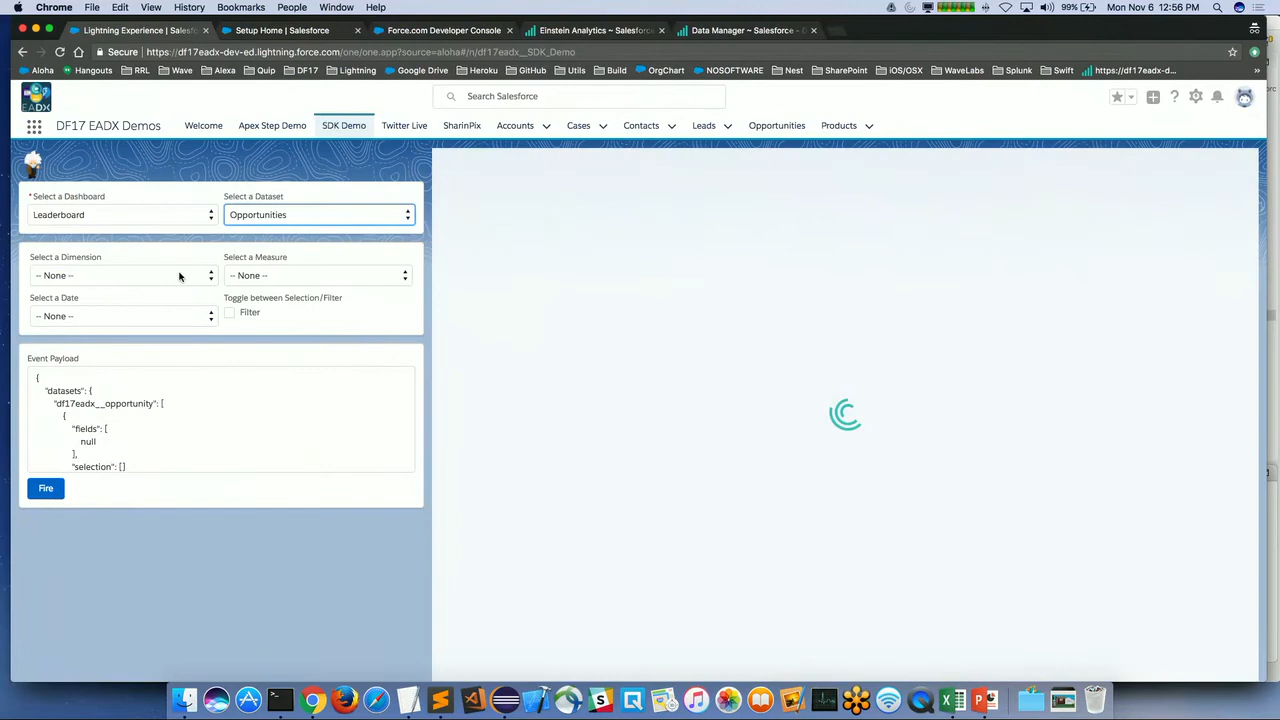 Chrome File Edit View History Bookmarks People Window Help
99% Mon Nov 6 12:56 PM
Lightning Experience | Salesfo
Setup Home | Salesforce
Force.com Developer Console
Einstein Analytics ~ Salesforc
Data Manager ~ Salesforce - D
Secure https://df17eadx-dev-ed.lightning.force.com/one/one.app?source=aloha#/n/df17eadx__SDK_Demo
Aloha Hangouts RRL Wave Alexa Quip DF17 Lightning Google Drive Heroku GitHub Utils Build OrgChart NOSOFTWARE Nest SharePoint iOS/OSX WaveLabs Splunk Swift https://df17eadx-d... »
EADX
Search Salesforce
DF17 EADX Demos Welcome Apex Step Demo SDK Demo Twitter Live SharinPix Accounts Cases Contacts Leads Opportunities Products
*Select a Dashboard Select a Dataset
Leaderboard Opportunities
Select a Dimension Select a Measure
-- None -- -- None --
Select a Date Toggle between Selection/Filter
-- None -- Filter
Event Payload
{
"datasets": {
"df17eadx__opportunity": [
{
"fields": [
null
],
"selection": []
Fire